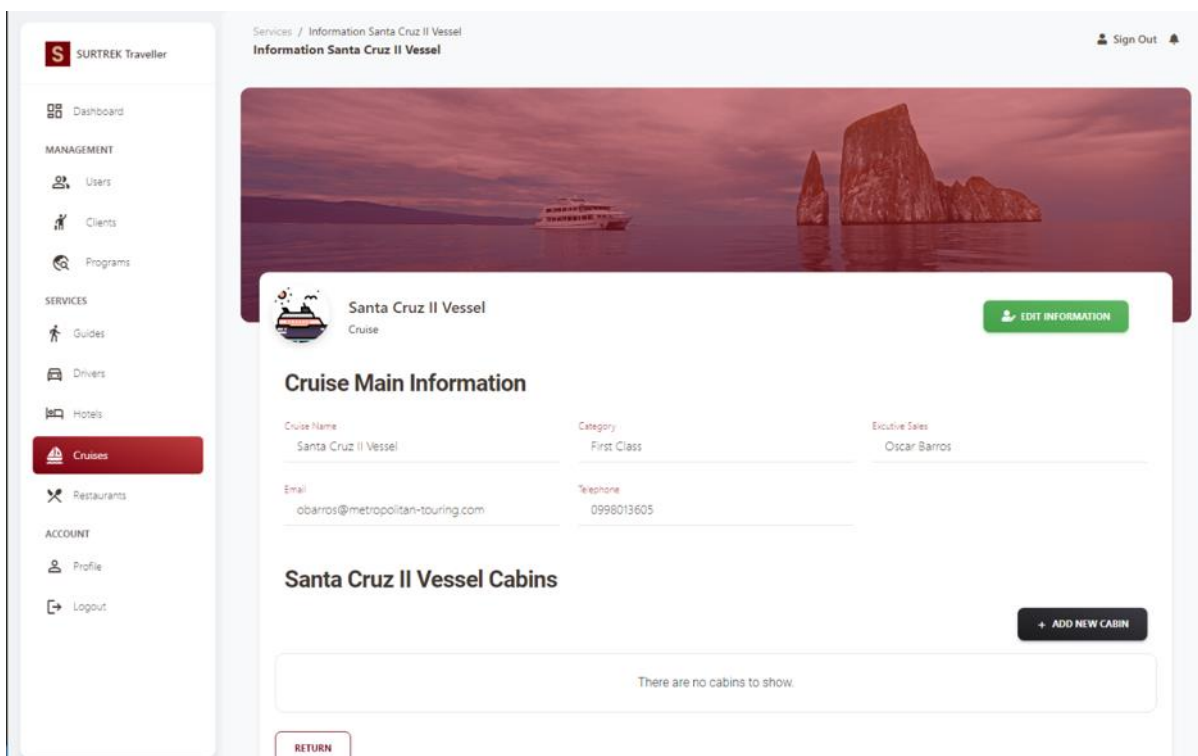 S SURTREK Traveller
Dashboard
MANAGEMENT
Users
Clients
Programs
SERVICES
Guides
Drivers
Hotels
Cruises
Restaurants
ACCOUNT
Profile
Logout
Services / Information Santa Cruz II Vessel
Information Santa Cruz II Vessel
Sign Out
Santa Cruz II Vessel
Cruise
EDIT INFORMATION
Cruise Main Information
Cruise Name Category Excutive Sales
Santa Cruz II Vessel First Class Oscar Barros
Email Telephone
obarros@metropolitan-touring.com 0998013605
Santa Cruz II Vessel Cabins
+ ADD NEW CABIN
There are no cabins to show.
RETURN